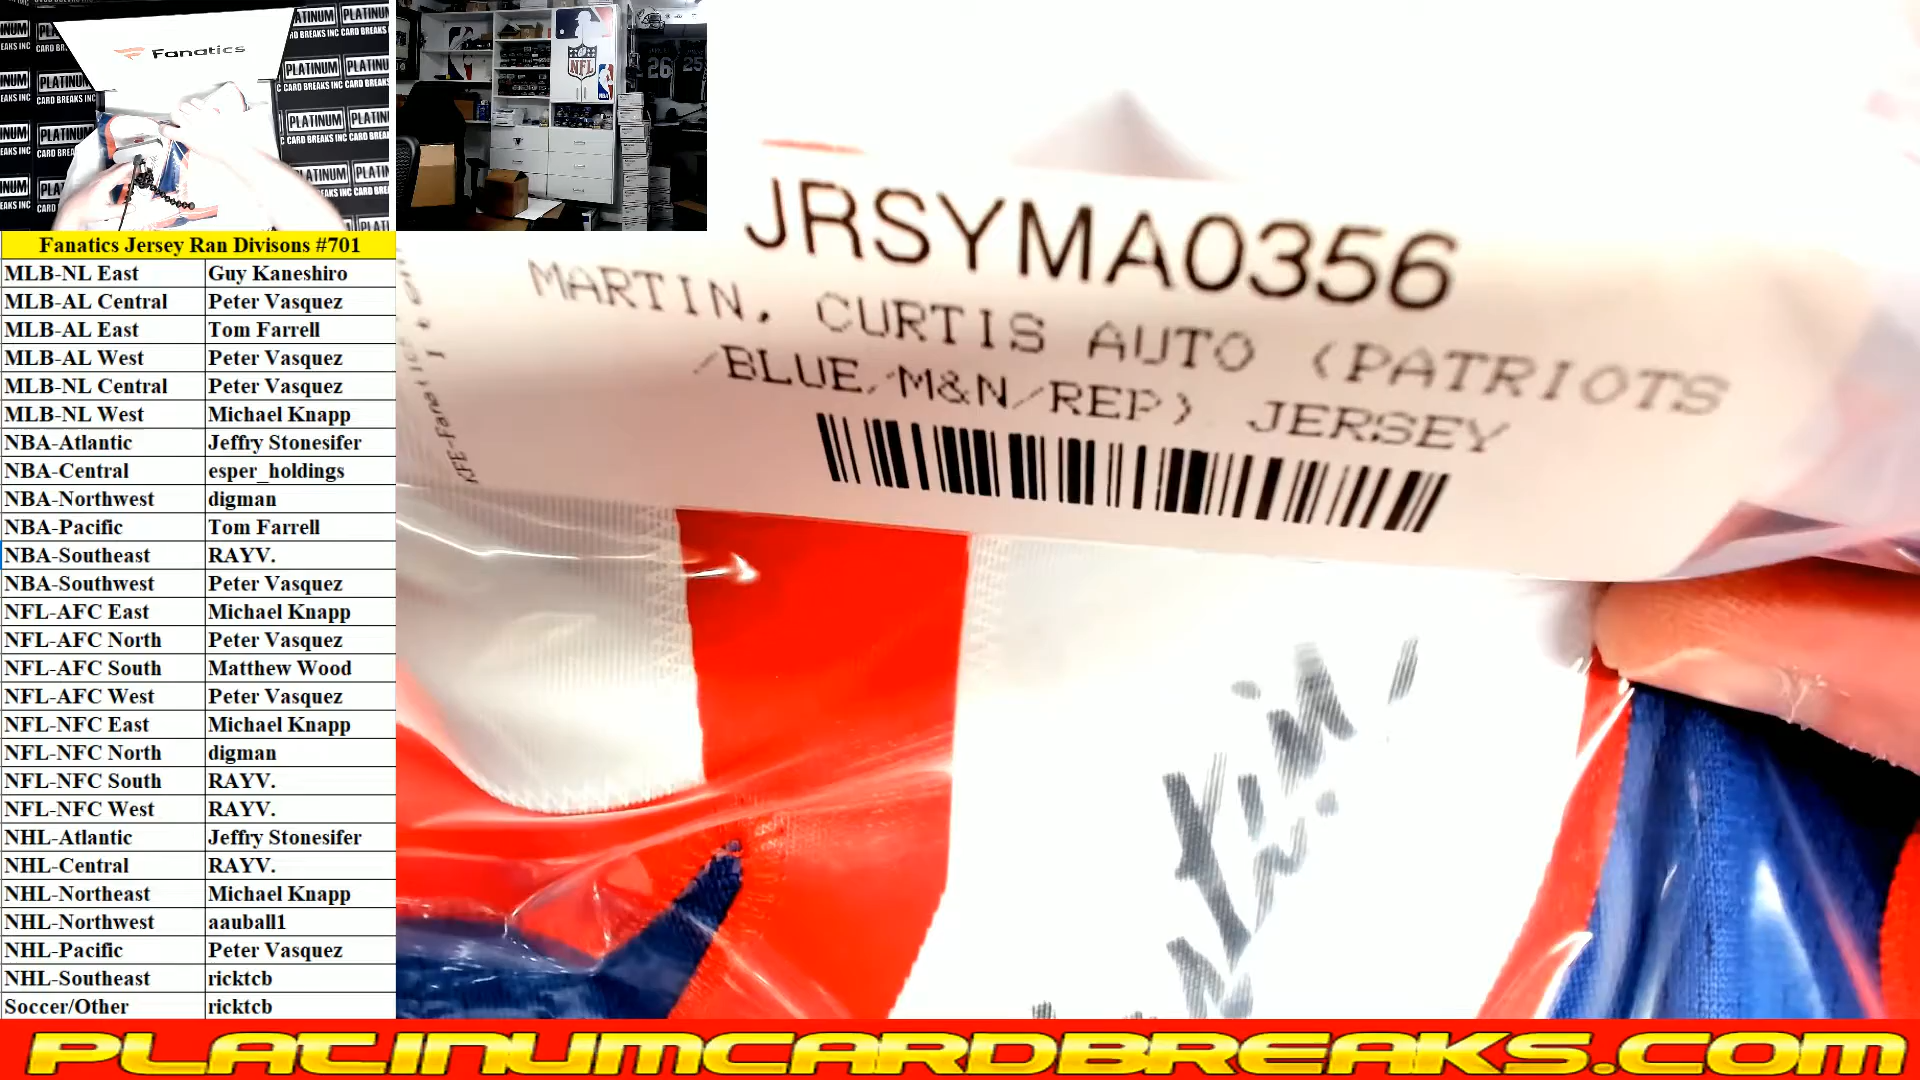 Fanatics
PLATINUM
CARD BREAKS INC
NFL
26
25
Fanatics Jersey Ran Divisons #701
MLB-NL East Guy Kaneshiro
MLB-AL Central Peter Vasquez
MLB-AL East Tom Farrell
MLB-AL West Peter Vasquez
MLB-NL Central Peter Vasquez
MLB-NL West Michael Knapp
NBA-Atlantic Jeffry Stonesifer
NBA-Central esper_holdings
NBA-Northwest digman
NBA-Pacific Tom Farrell
NBA-Southeast RAYV.
NBA-Southwest Peter Vasquez
NFL-AFC East Michael Knapp
NFL-AFC North Peter Vasquez
NFL-AFC South Matthew Wood
NFL-AFC West Peter Vasquez
NFL-NFC East Michael Knapp
NFL-NFC North digman
NFL-NFC South RAYV.
NFL-NFC West RAYV.
NHL-Atlantic Jeffry Stonesifer
NHL-Central RAYV.
NHL-Northeast Michael Knapp
NHL-Northwest aauball1
NHL-Pacific Peter Vasquez
NHL-Southeast ricktcb
Soccer/Other ricktcb
JRSYMA0356
MARTIN, CURTIS AUTO (PATRIOTS
/BLUE/M&N/REP) JERSEY
PLATINUMCARDBREAKS.COM